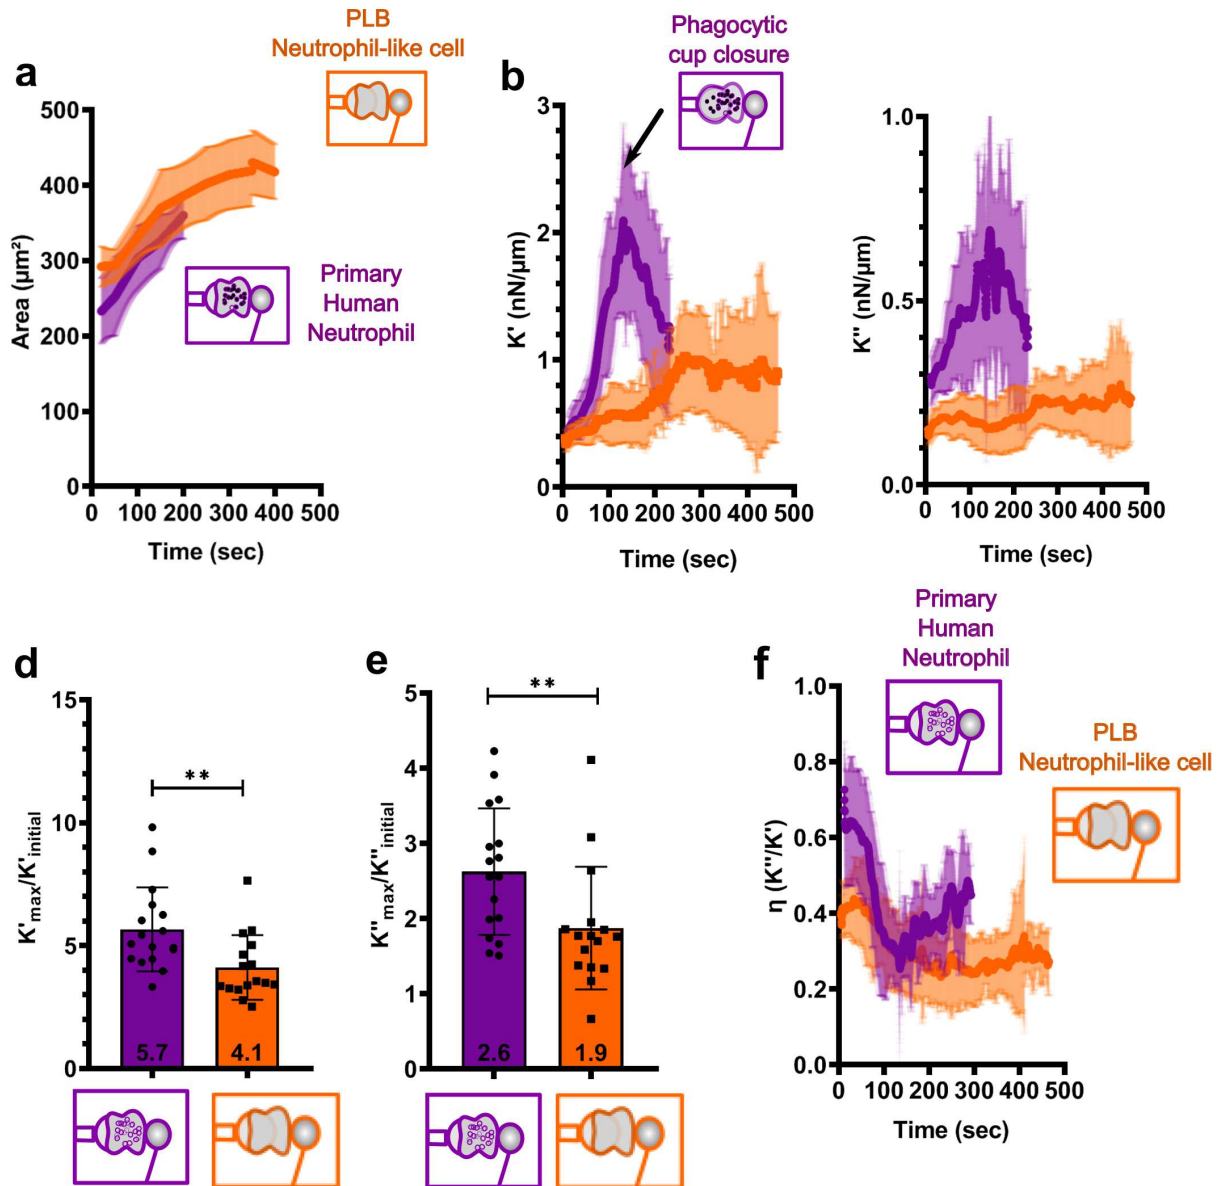 PLB
Neutrophil-like cell
a
500
400
300
200
100
0
Area (µm²)
0 100 200 300 400 500
Time (sec)
Primary
Human
Neutrophil
b
Phagocytic
cup closure
3
2
1
0
K' (nN/µm)
0 100 200 300 400 500
Time (sec)
1.0
0.5
0.0
K'' (nN/µm)
0 100 200 300 400 500
Time (sec)
d
15
10
5
0
K'max/K'initial
**
5.7 4.1
e
5
4
3
2
1
0
K''max/K''initial
**
2.6 1.9
Primary
Human
Neutrophil
f
PLB
Neutrophil-like cell
1.0
0.8
0.6
0.4
0.2
0.0
η (K''/K')
0 100 200 300 400 500
Time (sec)